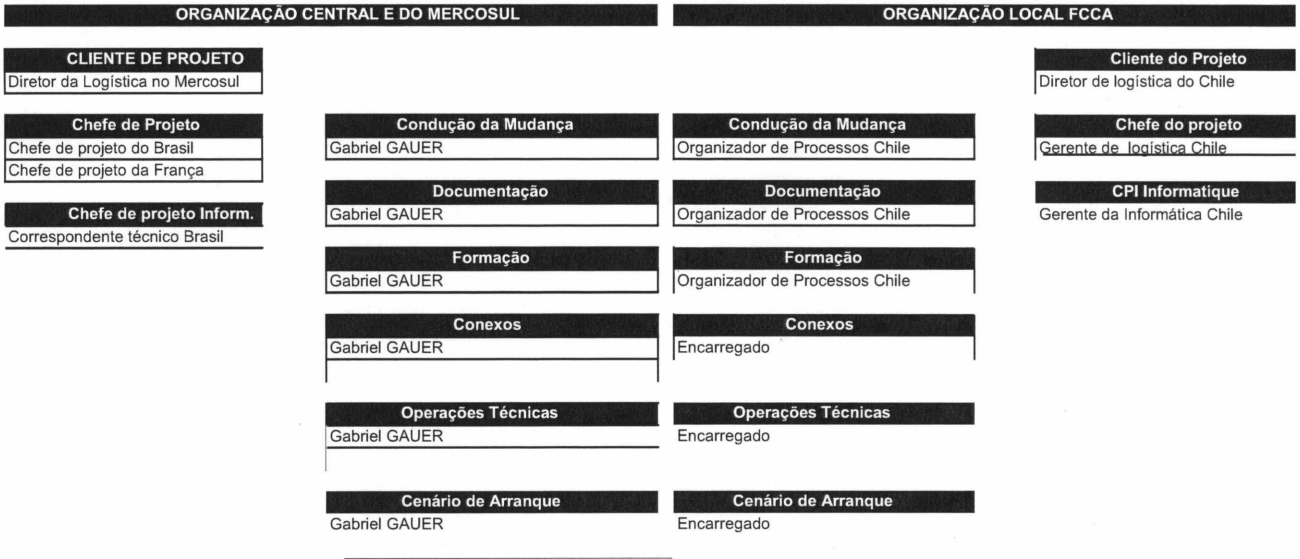 ORGANIZAÇÃO CENTRAL E DO MERCOSUL
ORGANIZAÇÃO LOCAL FCCA
CLIENTE DE PROJETO
Diretor da Logística no Mercosul
Chefe de Projeto
Chefe de projeto do Brasil
Chefe de projeto da França
Chefe de projeto Inform.
Correspondente técnico Brasil
Condução da Mudança
Gabriel GAUER
Documentação
Gabriel GAUER
Formação
Gabriel GAUER
Conexos
Gabriel GAUER
Operações Técnicas
Gabriel GAUER
Cenário de Arranque
Gabriel GAUER
Condução da Mudança
Organizador de Processos Chile
Documentação
Organizador de Processos Chile
Formação
Organizador de Processos Chile
Conexos
Encarregado
Operações Técnicas
Encarregado
Cenário de Arranque
Encarregado
Cliente do Projeto
Diretor de logística do Chile
Chefe do projeto
Gerente de logística Chile
CPI Informatique
Gerente da Informática Chile